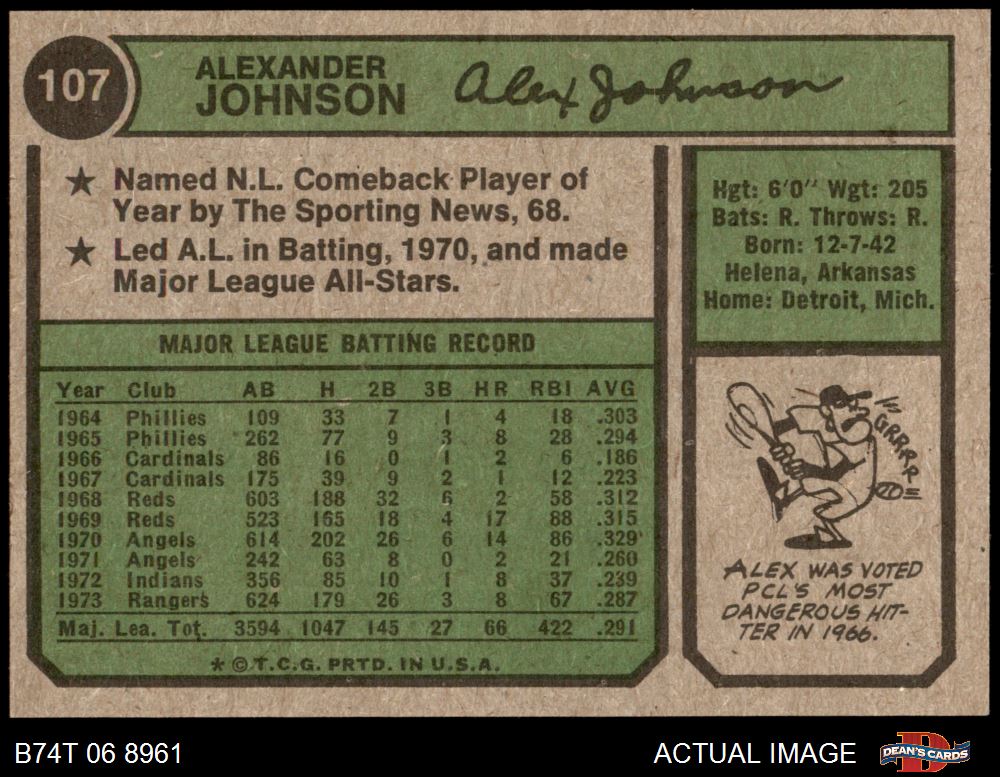 107
ALEXANDER
JOHNSON
Alex Johnson
★ Named N.L. Comeback Player of
Year by The Sporting News, 68.
★ Led A.L. in Batting, 1970, and made
Major League All-Stars.
Hgt: 6'0" Wgt: 205
Bats: R. Throws: R.
Born: 12-7-42
Helena, Arkansas
Home: Detroit, Mich.
MAJOR LEAGUE BATTING RECORD
Year Club AB H 2B 3B HR RBI AVG
1964 Phillies 109 33 7 1 4 18 .303
1965 Phillies 262 77 9 3 8 28 .294
1966 Cardinals 86 16 0 1 2 6 .186
1967 Cardinals 175 39 9 2 1 12 .223
1968 Reds 603 188 32 6 2 58 .312
1969 Reds 523 165 18 4 17 88 .315
1970 Angels 614 202 26 6 14 86 .329
1971 Angels 242 63 8 0 2 21 .260
1972 Indians 356 85 10 1 8 37 .239
1973 Rangers 624 179 26 3 8 67 .287
Maj. Lea. Tot. 3594 1047 145 27 66 422 .291
* © T.C.G. PRTD. IN U.S.A.
GRRRR
ALEX WAS VOTED
PCL'S MOST
DANGEROUS HIT-
TER IN 1966.
B74T 06 8961
ACTUAL IMAGE
DEAN'S CARDS